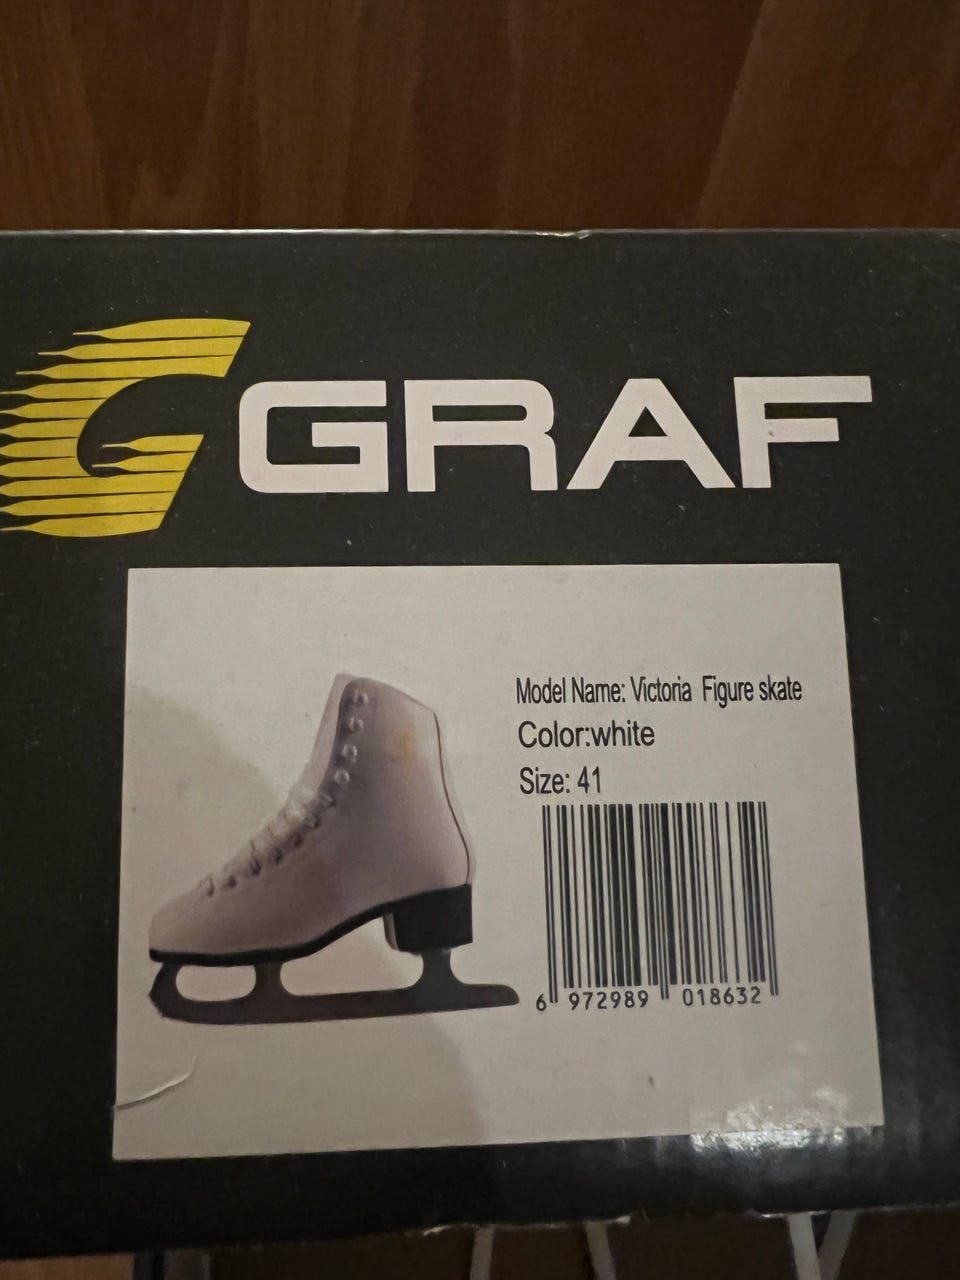 GRAF
Model Name: Victoria Figure skate
Color:white
Size: 41
6 972989 018632